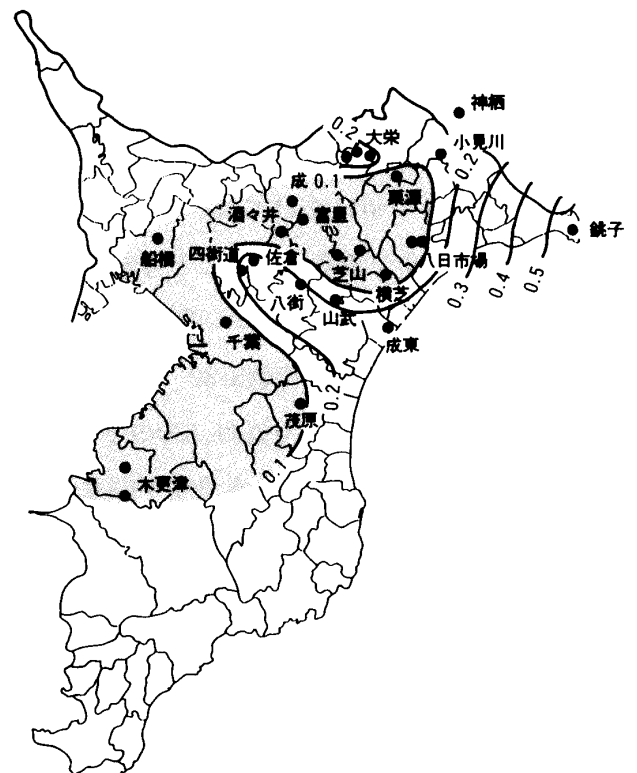 神栖
0.2
大栄
小見川
成 0.1
0.2
栗源
酒々井
富里
銚子
船橋
四街道
佐倉
芝山
八日市場
八街
横芝
0.3
0.4
0.5
山武
千葉
成東
0.2
茂原
0.1
木更津